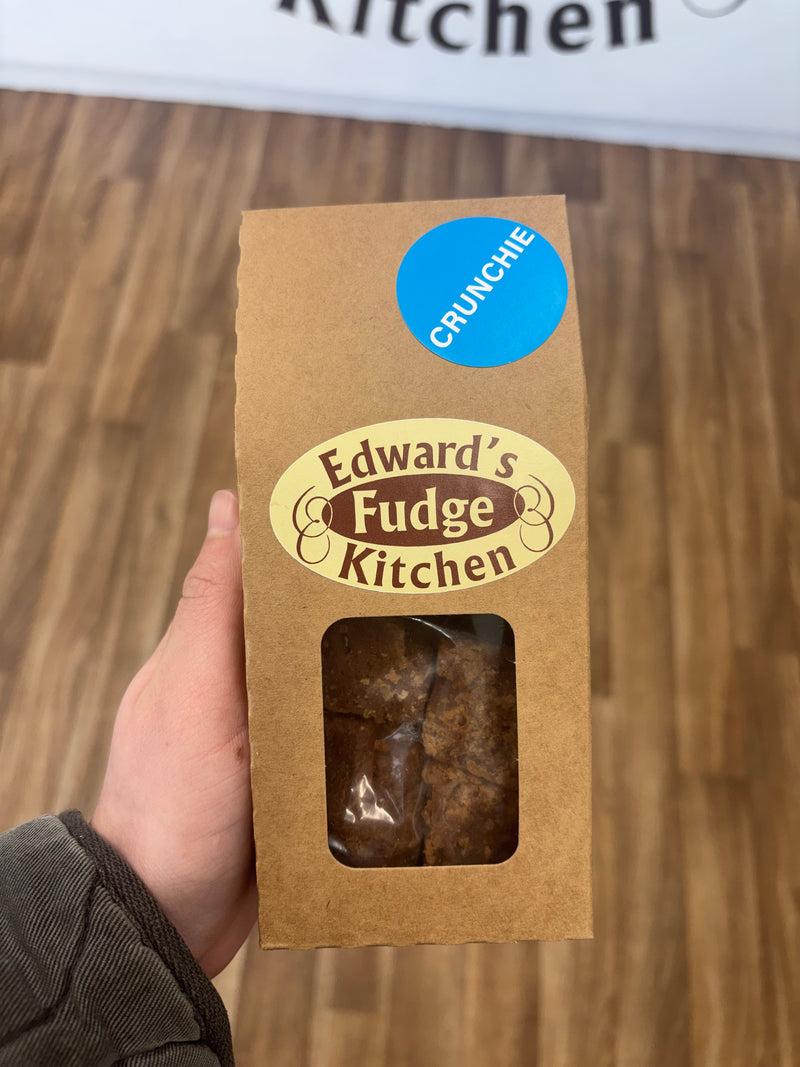 Kitchen
CRUNCHIE
Edward's
Fudge
Kitchen